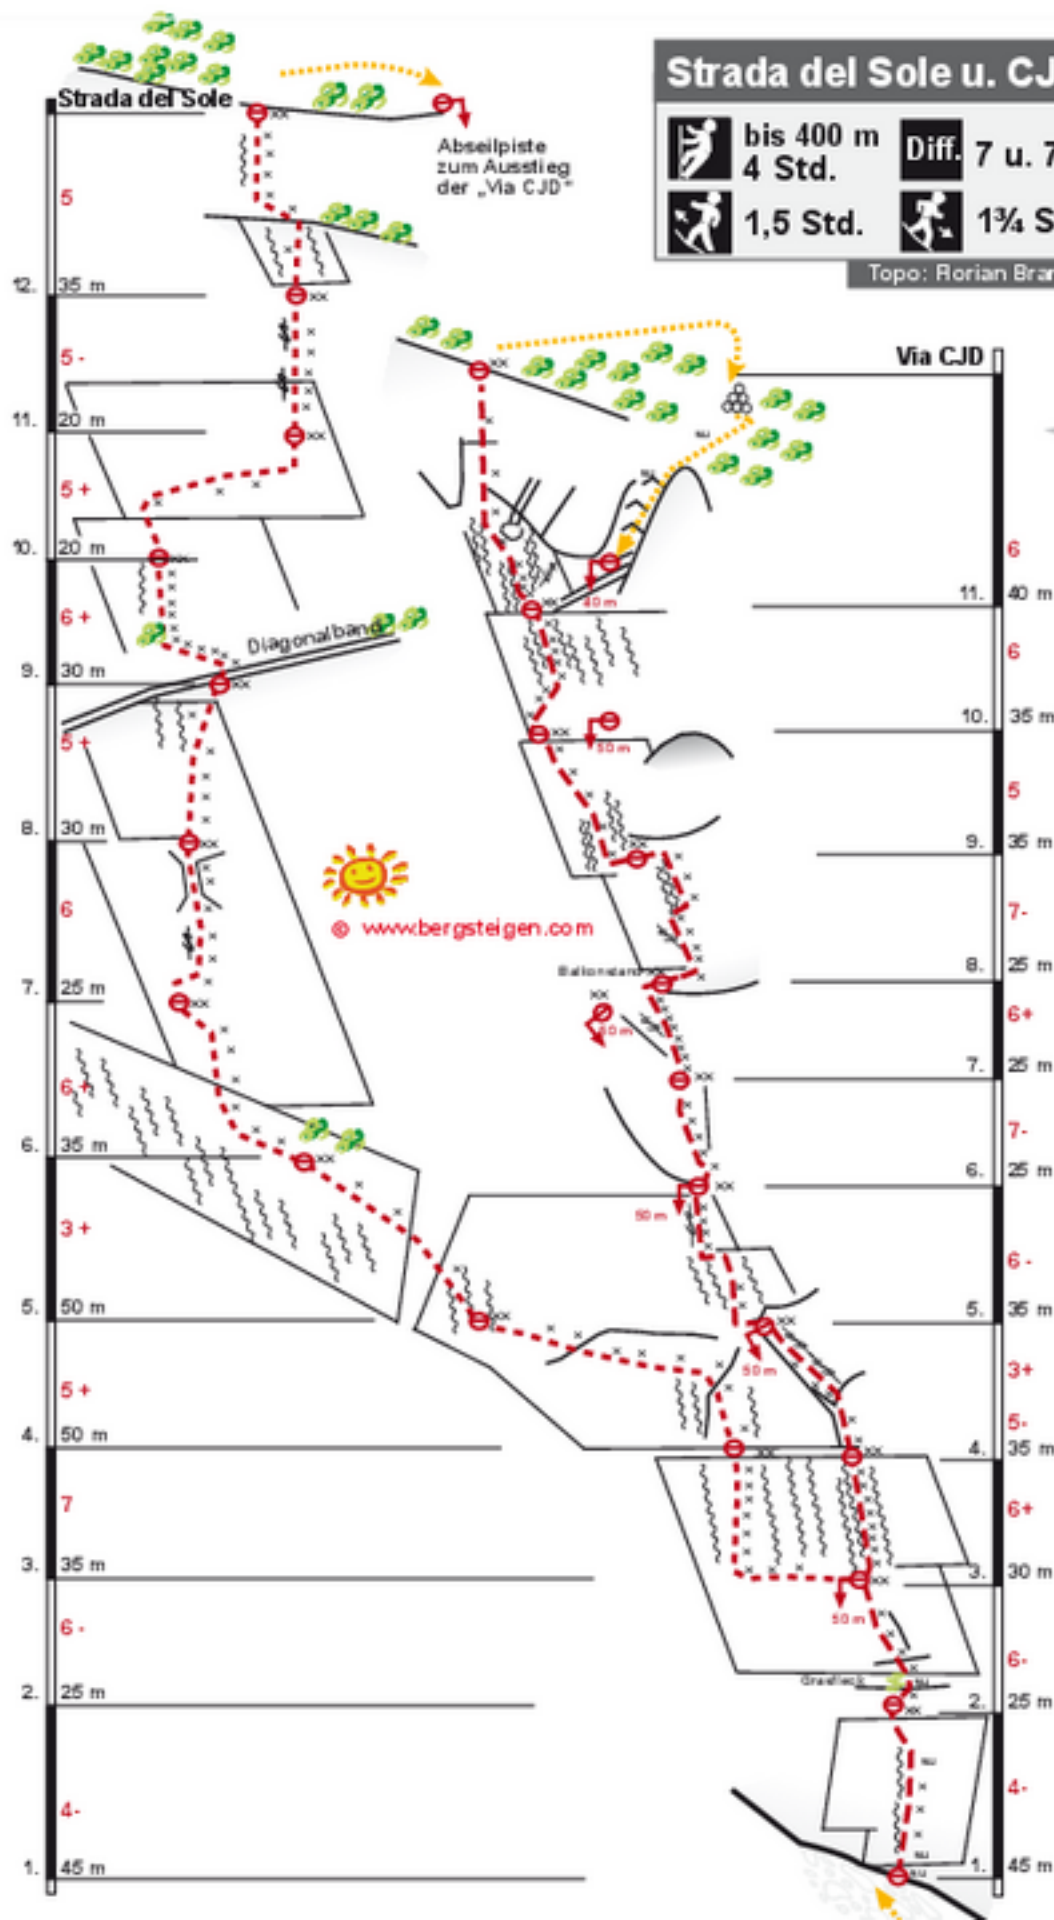 Strada del Sole u. CJ
bis 400 m
4 Std.
Diff.
7 u. 7
1,5 Std.
1¾ S
Topo: Florian Bran
Strada del Sole
Abseilpiste
zum Ausstieg
der „Via CJD"
5
12.
35 m
5 -
11.
20 m
5 +
10.
20 m
6 +
Diagonalband
9.
30 m
5 +
8.
30 m
6
7.
25 m
6 +
6.
35 m
3 +
5.
50 m
5 +
4.
50 m
7
3.
35 m
6 -
2.
25 m
4-
1.
45 m
© www.bergsteigen.com
Via CJD
6
11.
40 m
40 m
6
10.
35 m
50 m
5
9.
35 m
7-
Balkonstand
8.
25 m
6+
7.
25 m
7-
6.
25 m
50 m
6 -
5.
35 m
50 m
3+
5-
4.
35 m
6+
3.
30 m
50 m
6-
Grasfleck
2.
25 m
4-
1.
45 m